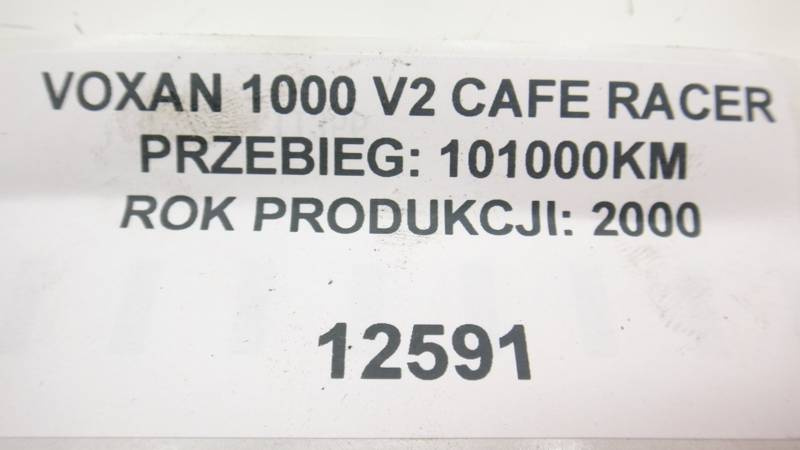 VOXAN 1000 V2 CAFE RACER
PRZEBIEG: 101000KM
ROK PRODUKCJI: 2000
12591